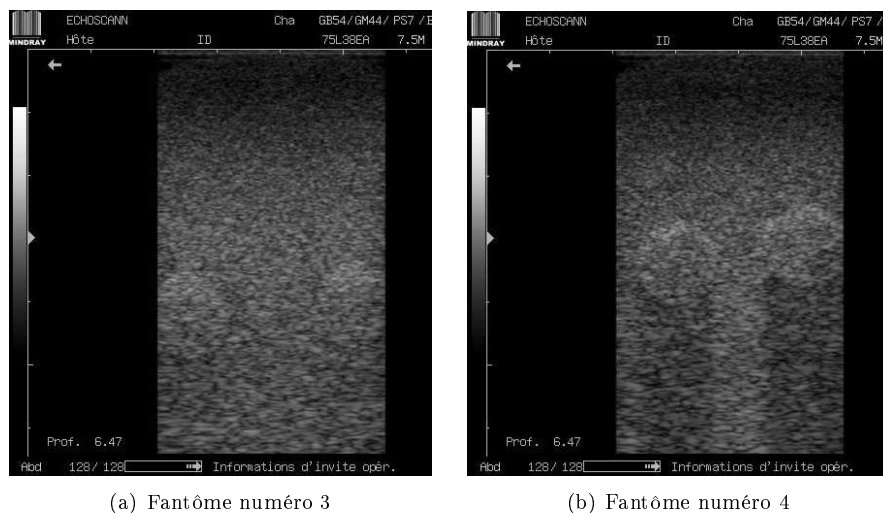 ECHOSCANN Cha GB54/GM44/ PS7 /E
MINDRAY Hôte ID 75L38EA 7.5M
Prof. 6.47
Abd 128/ 128 Informations d'invite opér.
(a) Fantôme numéro 3
ECHOSCANN Cha GB54/GM44/ PS7 /
MINDRAY Hôte ID 75L38EA 7.5M
Prof. 6.47
Abd 128/ 128 Informations d'invite opér.
(b) Fantôme numéro 4